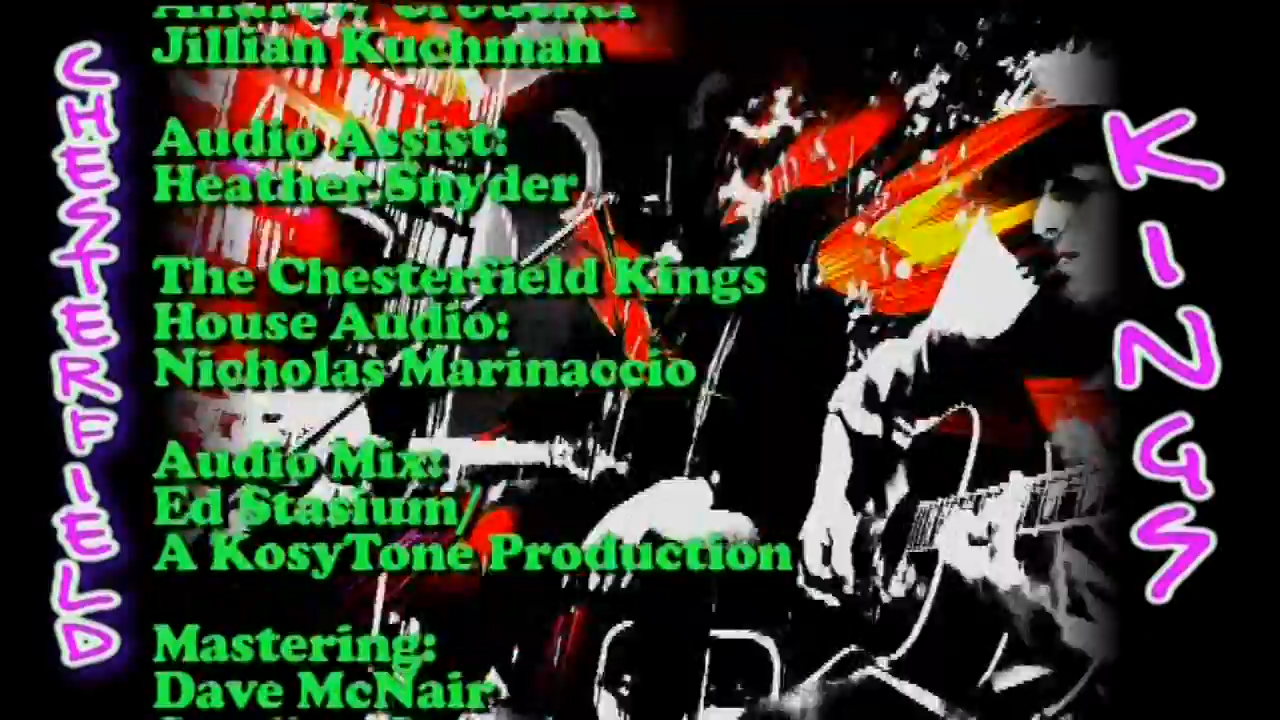 CHESTERFIELD
Jillian Kuchman
Audio Assist:
Heather Snyder
The Chesterfield Kings
House Audio:
Nicholas Marinaccio
Audio Mix:
Ed Stasium/
A KosyTone Production
Mastering:
Dave McNair
KINGS